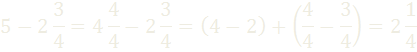 5 − 2 3/4 = 4 4/4 − 2 3/4 = (4 − 2) + (4/4 − 3/4) = 2 1/4